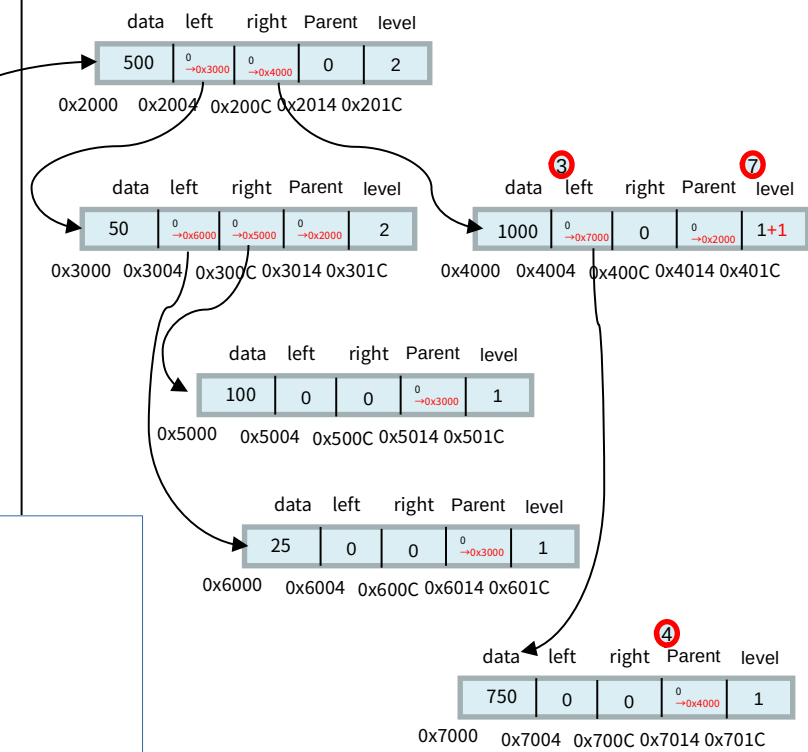 data left right Parent level
500 0 →0x3000 0 →0x4000 0 2
0x2000 0x2004 0x200C 0x2014 0x201C
3 7
data left right Parent level
50 0 →0x6000 0 →0x5000 0 →0x2000 2
0x3000 0x3004 0x300C 0x3014 0x301C
data left right Parent level
1000 0 →0x7000 0 0 →0x2000 1+1
0x4000 0x4004 0x400C 0x4014 0x401C
data left right Parent level
100 0 0 0 →0x3000 1
0x5000 0x5004 0x500C 0x5014 0x501C
data left right Parent level
25 0 0 0 →0x3000 1
0x6000 0x6004 0x600C 0x6014 0x601C
4
data left right Parent level
750 0 0 0 →0x4000 1
0x7000 0x7004 0x700C 0x7014 0x701C